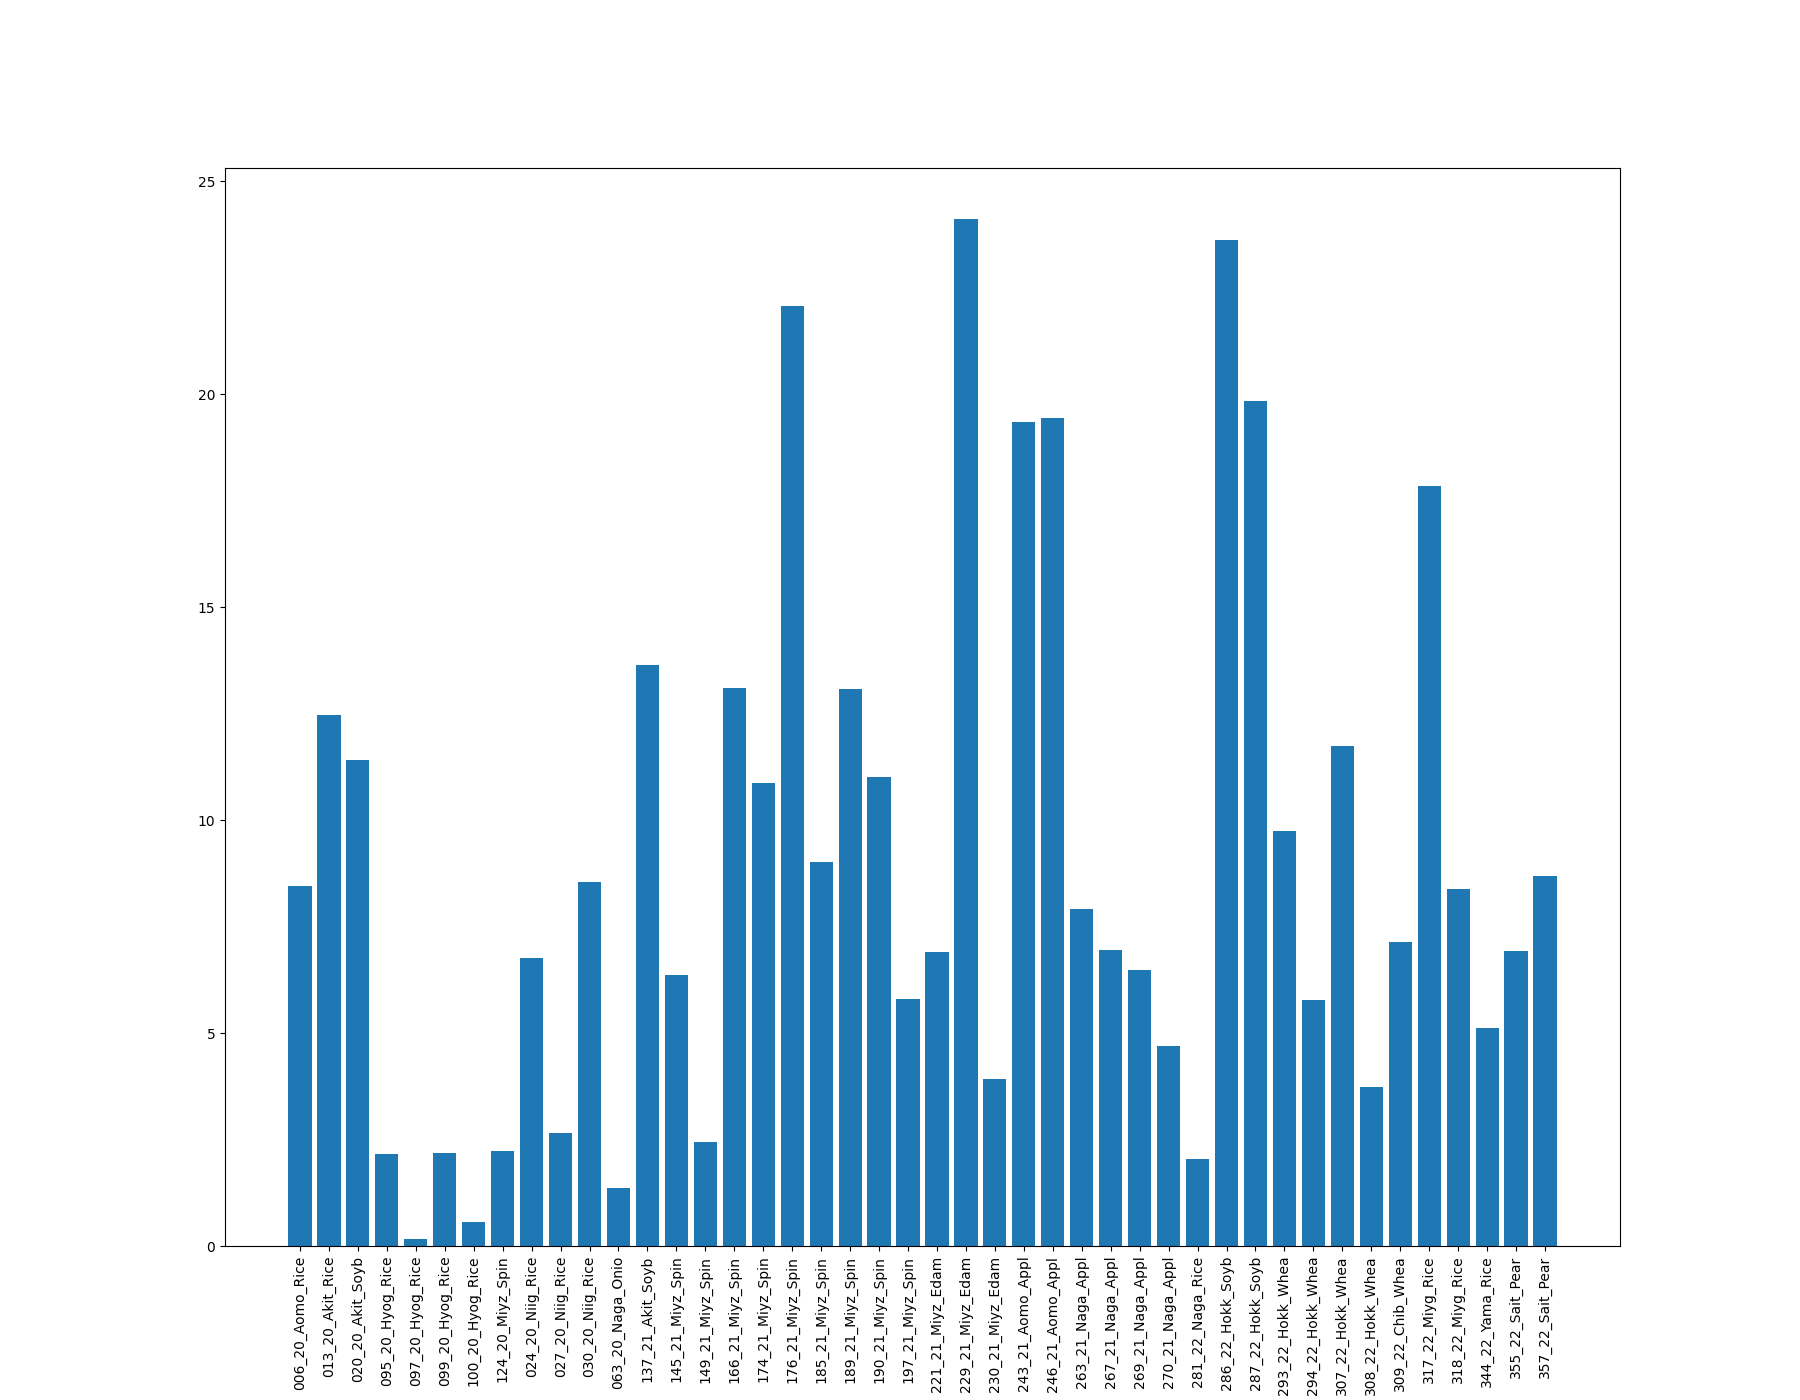 25
20
15
10
5
0
006_20_Aomo_Rice
013_20_Akit_Rice
020_20_Akit_Soyb
095_20_Hyog_Rice
097_20_Hyog_Rice
099_20_Hyog_Rice
100_20_Hyog_Rice
124_20_Miyz_Spin
024_20_Niig_Rice
027_20_Niig_Rice
030_20_Niig_Rice
063_20_Naga_Onio
137_21_Akit_Soyb
145_21_Miyz_Spin
149_21_Miyz_Spin
166_21_Miyz_Spin
174_21_Miyz_Spin
176_21_Miyz_Spin
185_21_Miyz_Spin
189_21_Miyz_Spin
190_21_Miyz_Spin
197_21_Miyz_Spin
221_21_Miyz_Edam
229_21_Miyz_Edam
230_21_Miyz_Edam
243_21_Aomo_Appl
246_21_Aomo_Appl
263_21_Naga_Appl
267_21_Naga_Appl
269_21_Naga_Appl
270_21_Naga_Appl
281_22_Naga_Rice
286_22_Hokk_Soyb
287_22_Hokk_Soyb
293_22_Hokk_Whea
294_22_Hokk_Whea
307_22_Hokk_Whea
308_22_Hokk_Whea
309_22_Chib_Whea
317_22_Miyg_Rice
318_22_Miyg_Rice
344_22_Yama_Rice
355_22_Sait_Pear
357_22_Sait_Pear